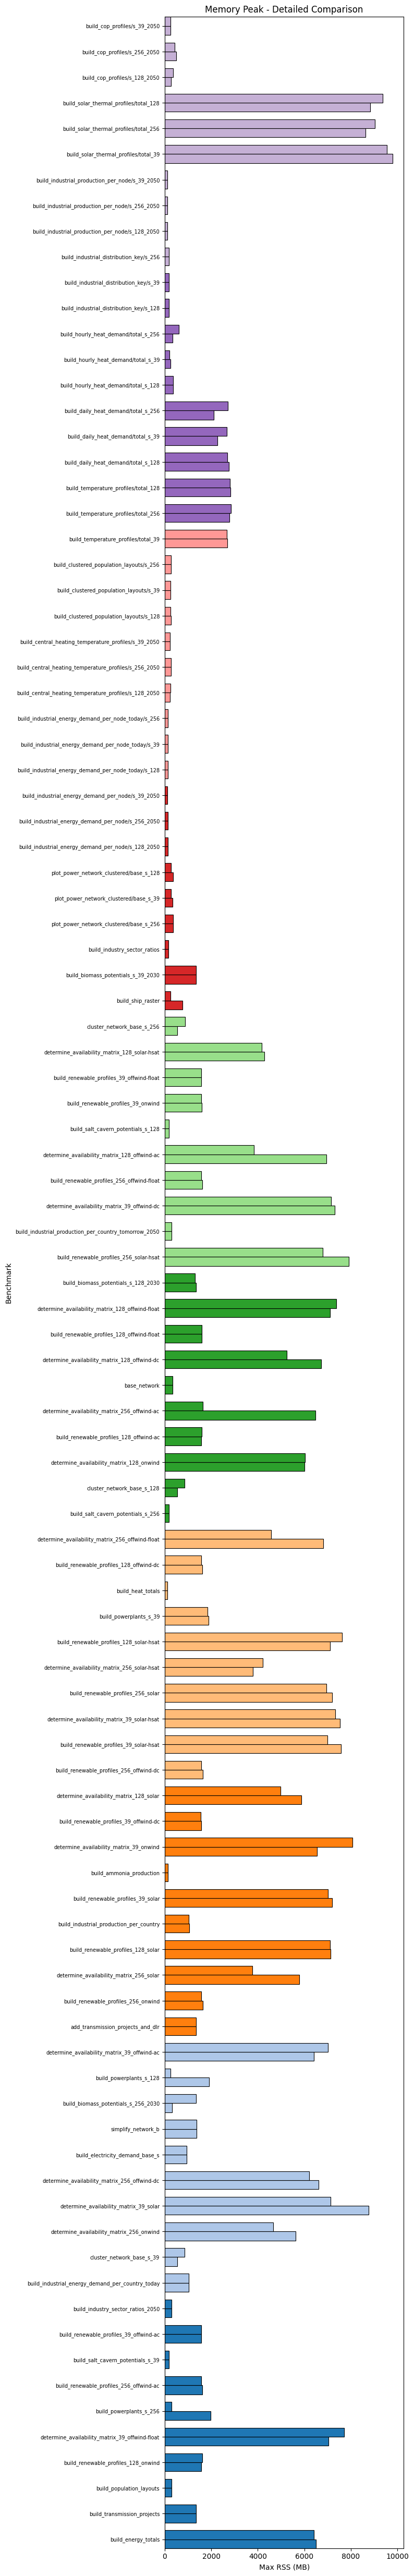 Memory Peak - Detailed Comparison
build_cop_profiles/s_39_2050
build_cop_profiles/s_256_2050
build_cop_profiles/s_128_2050
build_solar_thermal_profiles/total_128
build_solar_thermal_profiles/total_256
build_solar_thermal_profiles/total_39
build_industrial_production_per_node/s_39_2050
build_industrial_production_per_node/s_256_2050
build_industrial_production_per_node/s_128_2050
build_industrial_distribution_key/s_256
build_industrial_distribution_key/s_39
build_industrial_distribution_key/s_128
build_hourly_heat_demand/total_s_256
build_hourly_heat_demand/total_s_39
build_hourly_heat_demand/total_s_128
build_daily_heat_demand/total_s_256
build_daily_heat_demand/total_s_39
build_daily_heat_demand/total_s_128
build_temperature_profiles/total_128
build_temperature_profiles/total_256
build_temperature_profiles/total_39
build_clustered_population_layouts/s_256
build_clustered_population_layouts/s_39
build_clustered_population_layouts/s_128
build_central_heating_temperature_profiles/s_39_2050
build_central_heating_temperature_profiles/s_256_2050
build_central_heating_temperature_profiles/s_128_2050
build_industrial_energy_demand_per_node_today/s_256
build_industrial_energy_demand_per_node_today/s_39
build_industrial_energy_demand_per_node_today/s_128
build_industrial_energy_demand_per_node/s_39_2050
build_industrial_energy_demand_per_node/s_256_2050
build_industrial_energy_demand_per_node/s_128_2050
plot_power_network_clustered/base_s_128
plot_power_network_clustered/base_s_39
plot_power_network_clustered/base_s_256
build_industry_sector_ratios
build_biomass_potentials_s_39_2030
build_ship_raster
cluster_network_base_s_256
determine_availability_matrix_128_solar-hsat
build_renewable_profiles_39_offwind-float
build_renewable_profiles_39_onwind
build_salt_cavern_potentials_s_128
determine_availability_matrix_128_offwind-ac
build_renewable_profiles_256_offwind-float
determine_availability_matrix_39_offwind-dc
build_industrial_production_per_country_tomorrow_2050
build_renewable_profiles_256_solar-hsat
build_biomass_potentials_s_128_2030
determine_availability_matrix_128_offwind-float
build_renewable_profiles_128_offwind-float
determine_availability_matrix_128_offwind-dc
base_network
determine_availability_matrix_256_offwind-ac
build_renewable_profiles_128_offwind-ac
determine_availability_matrix_128_onwind
cluster_network_base_s_128
build_salt_cavern_potentials_s_256
determine_availability_matrix_256_offwind-float
build_renewable_profiles_128_offwind-dc
build_heat_totals
build_powerplants_s_39
build_renewable_profiles_128_solar-hsat
determine_availability_matrix_256_solar-hsat
build_renewable_profiles_256_solar
determine_availability_matrix_39_solar-hsat
build_renewable_profiles_39_solar-hsat
build_renewable_profiles_256_offwind-dc
determine_availability_matrix_128_solar
build_renewable_profiles_39_offwind-dc
determine_availability_matrix_39_onwind
build_ammonia_production
build_renewable_profiles_39_solar
build_industrial_production_per_country
build_renewable_profiles_128_solar
determine_availability_matrix_256_solar
build_renewable_profiles_256_onwind
add_transmission_projects_and_dlr
determine_availability_matrix_39_offwind-ac
build_powerplants_s_128
build_biomass_potentials_s_256_2030
simplify_network_b
build_electricity_demand_base_s
determine_availability_matrix_256_offwind-dc
determine_availability_matrix_39_solar
determine_availability_matrix_256_onwind
cluster_network_base_s_39
build_industrial_energy_demand_per_country_today
build_industry_sector_ratios_2050
build_renewable_profiles_39_offwind-ac
build_salt_cavern_potentials_s_39
build_renewable_profiles_256_offwind-ac
build_powerplants_s_256
determine_availability_matrix_39_offwind-float
build_renewable_profiles_128_onwind
build_population_layouts
build_transmission_projects
build_energy_totals
Benchmark
0 2000 4000 6000 8000 10000
Max RSS (MB)